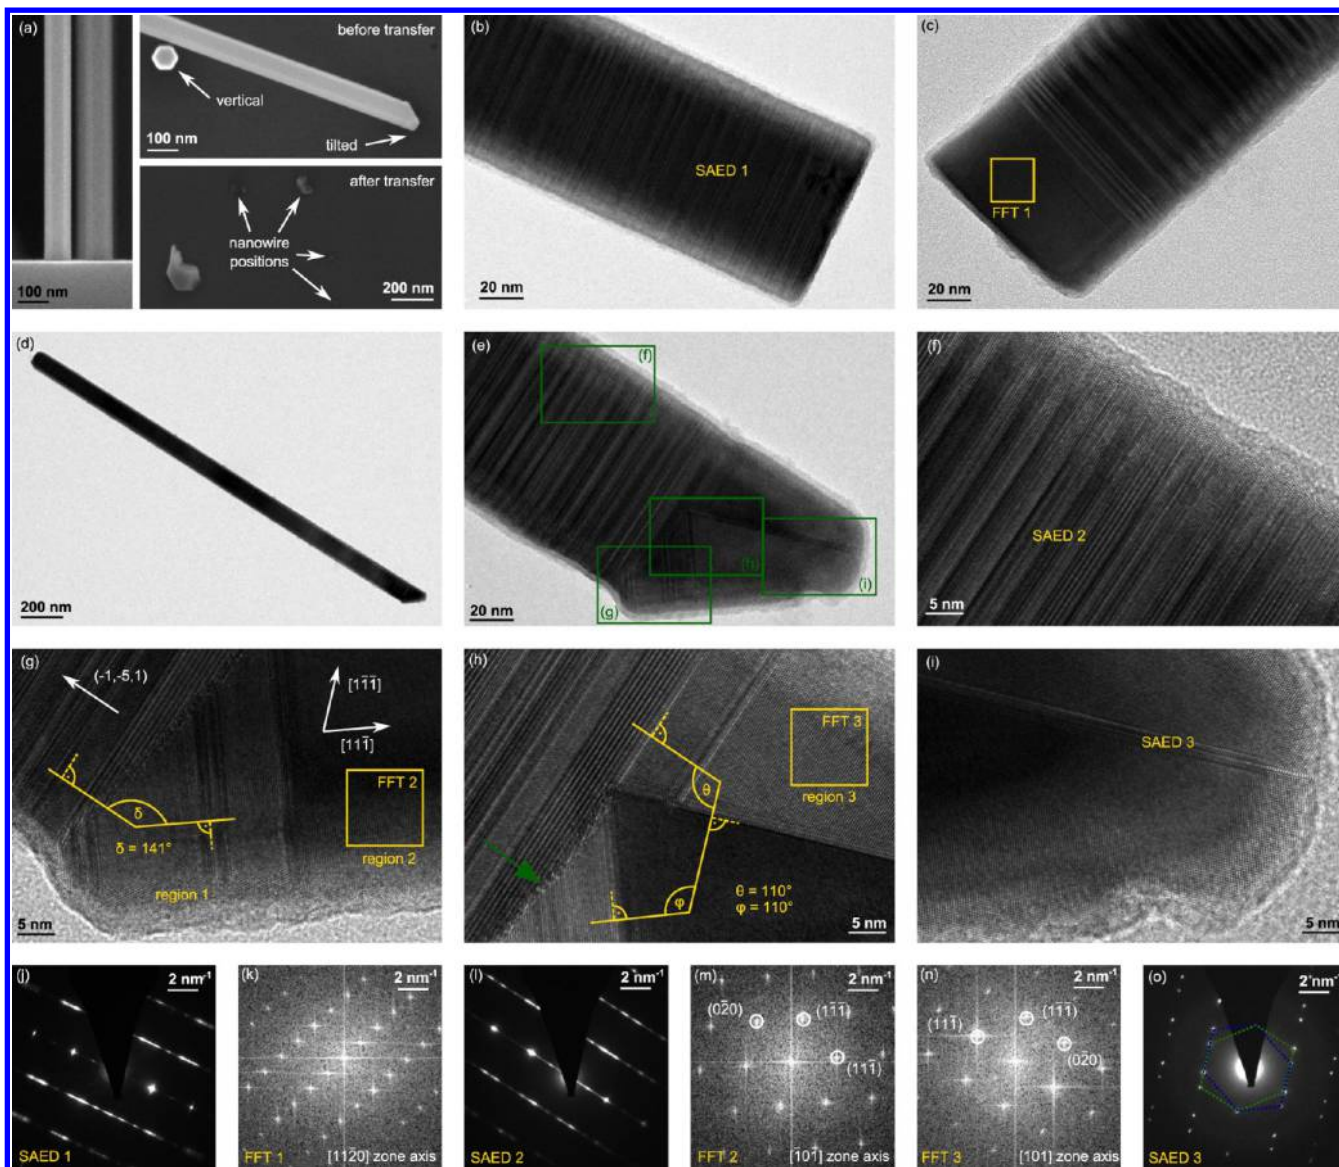 (a)
before transfer
vertical
100 nm
tilted
after transfer
nanowire
positions
100 nm
200 nm
(b)
SAED 1
20 nm
(c)
FFT 1
20 nm
(d)
200 nm
(e)
(f)
(h)
(g)
(i)
20 nm
(f)
SAED 2
5 nm
(g)
(-1,-5,1)
[11̅1̅]
[111̅]
FFT 2
δ
δ = 141°
region 2
region 1
5 nm
(h)
FFT 3
θ
region 3
φ
θ = 110°
φ = 110°
5 nm
(i)
SAED 3
5 nm
(j)
2 nm⁻¹
SAED 1
(k)
2 nm⁻¹
FFT 1
[112̅0] zone axis
(l)
2 nm⁻¹
SAED 2
(m)
2 nm⁻¹
(02̅0)
(11̅1̅)
(111̅)
FFT 2
[1̅01̅] zone axis
(n)
2 nm⁻¹
(111̅)
(11̅1̅)
(02̅0)
FFT 3
[101] zone axis
(o)
2 nm⁻¹
SAED 3